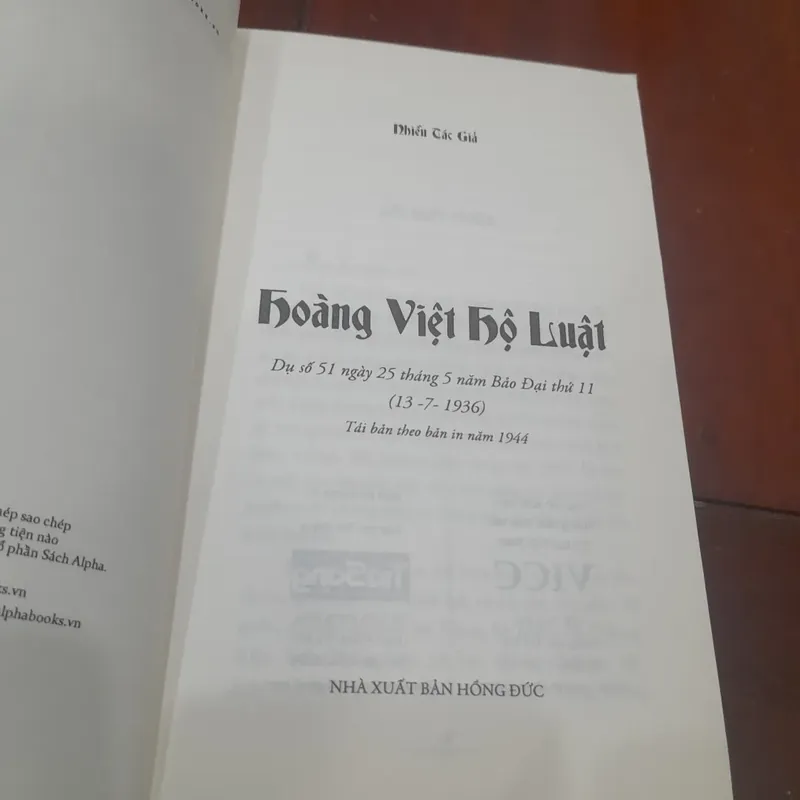 hép sao chép
g tiện nào
ổ phần Sách Alpha.
s.vn
alphabooks.vn
Nhiều Tác Giả
Hoàng Việt Hộ Luật
Dụ số 51 ngày 25 tháng 5 năm Bảo Đại thứ 11
(13 -7- 1936)
Tái bản theo bản in năm 1944
NHÀ XUẤT BẢN HỒNG ĐỨC